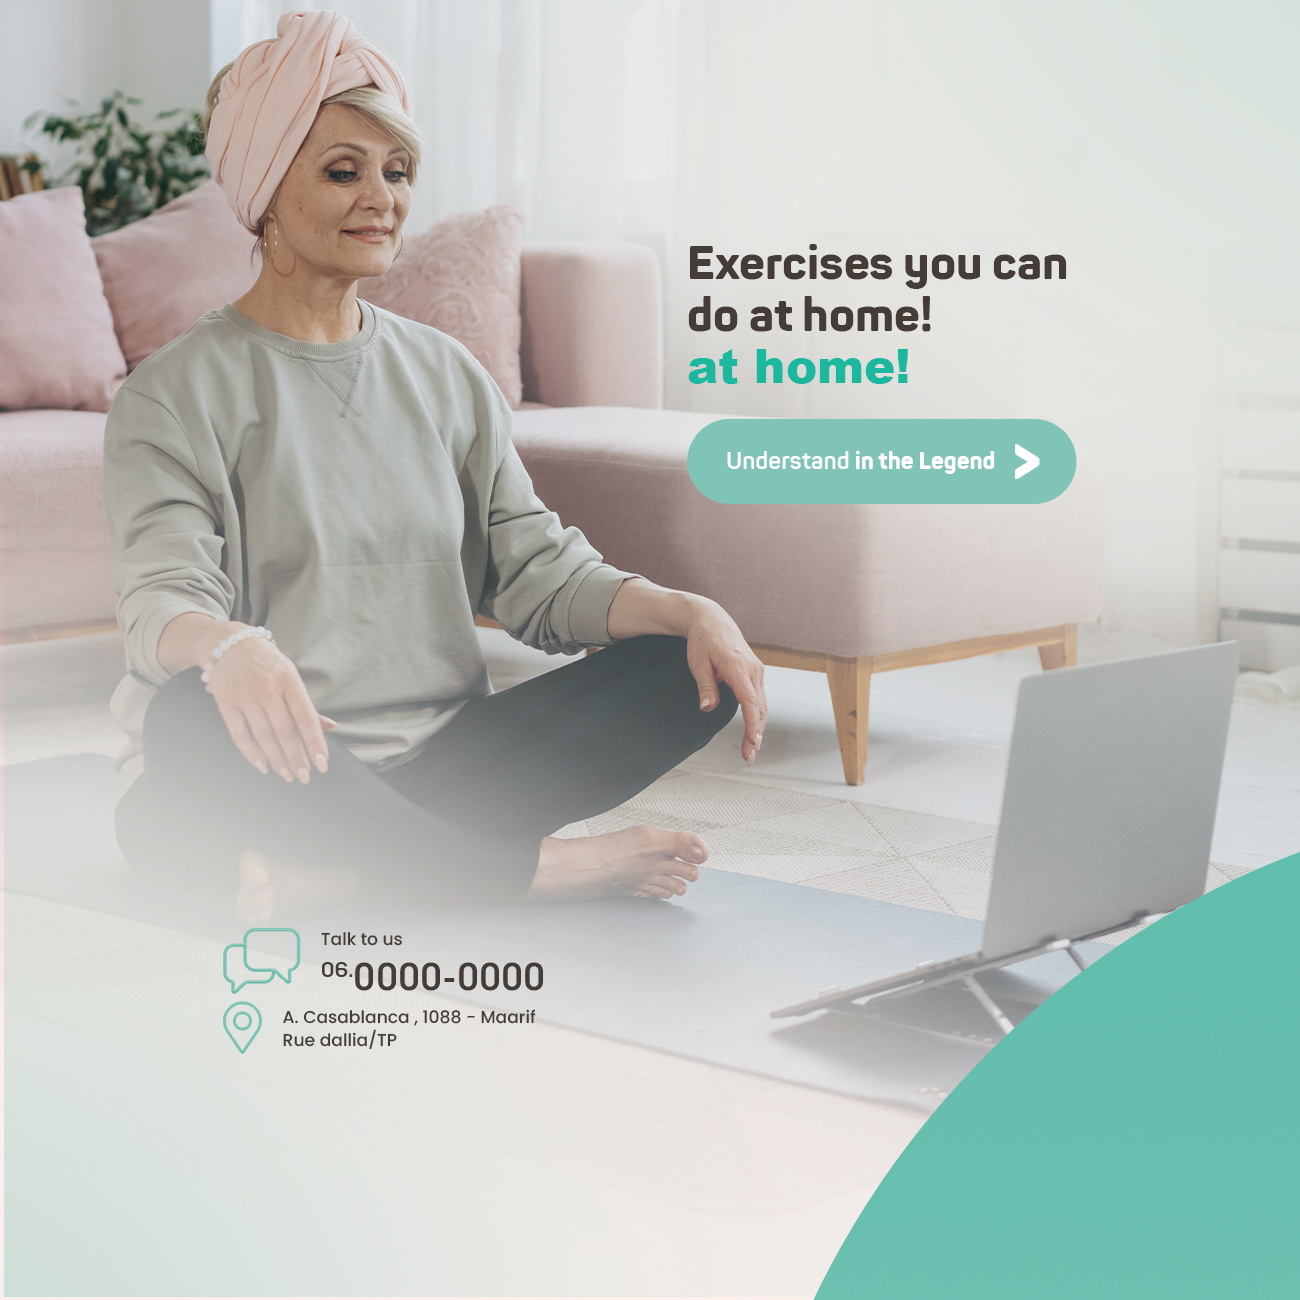 Exercises you can
do at home!
at home!
Understand in the Legend
Talk to us
06.0000-0000
A. Casablanca , 1088 - Maarif
Rue dallia/TP